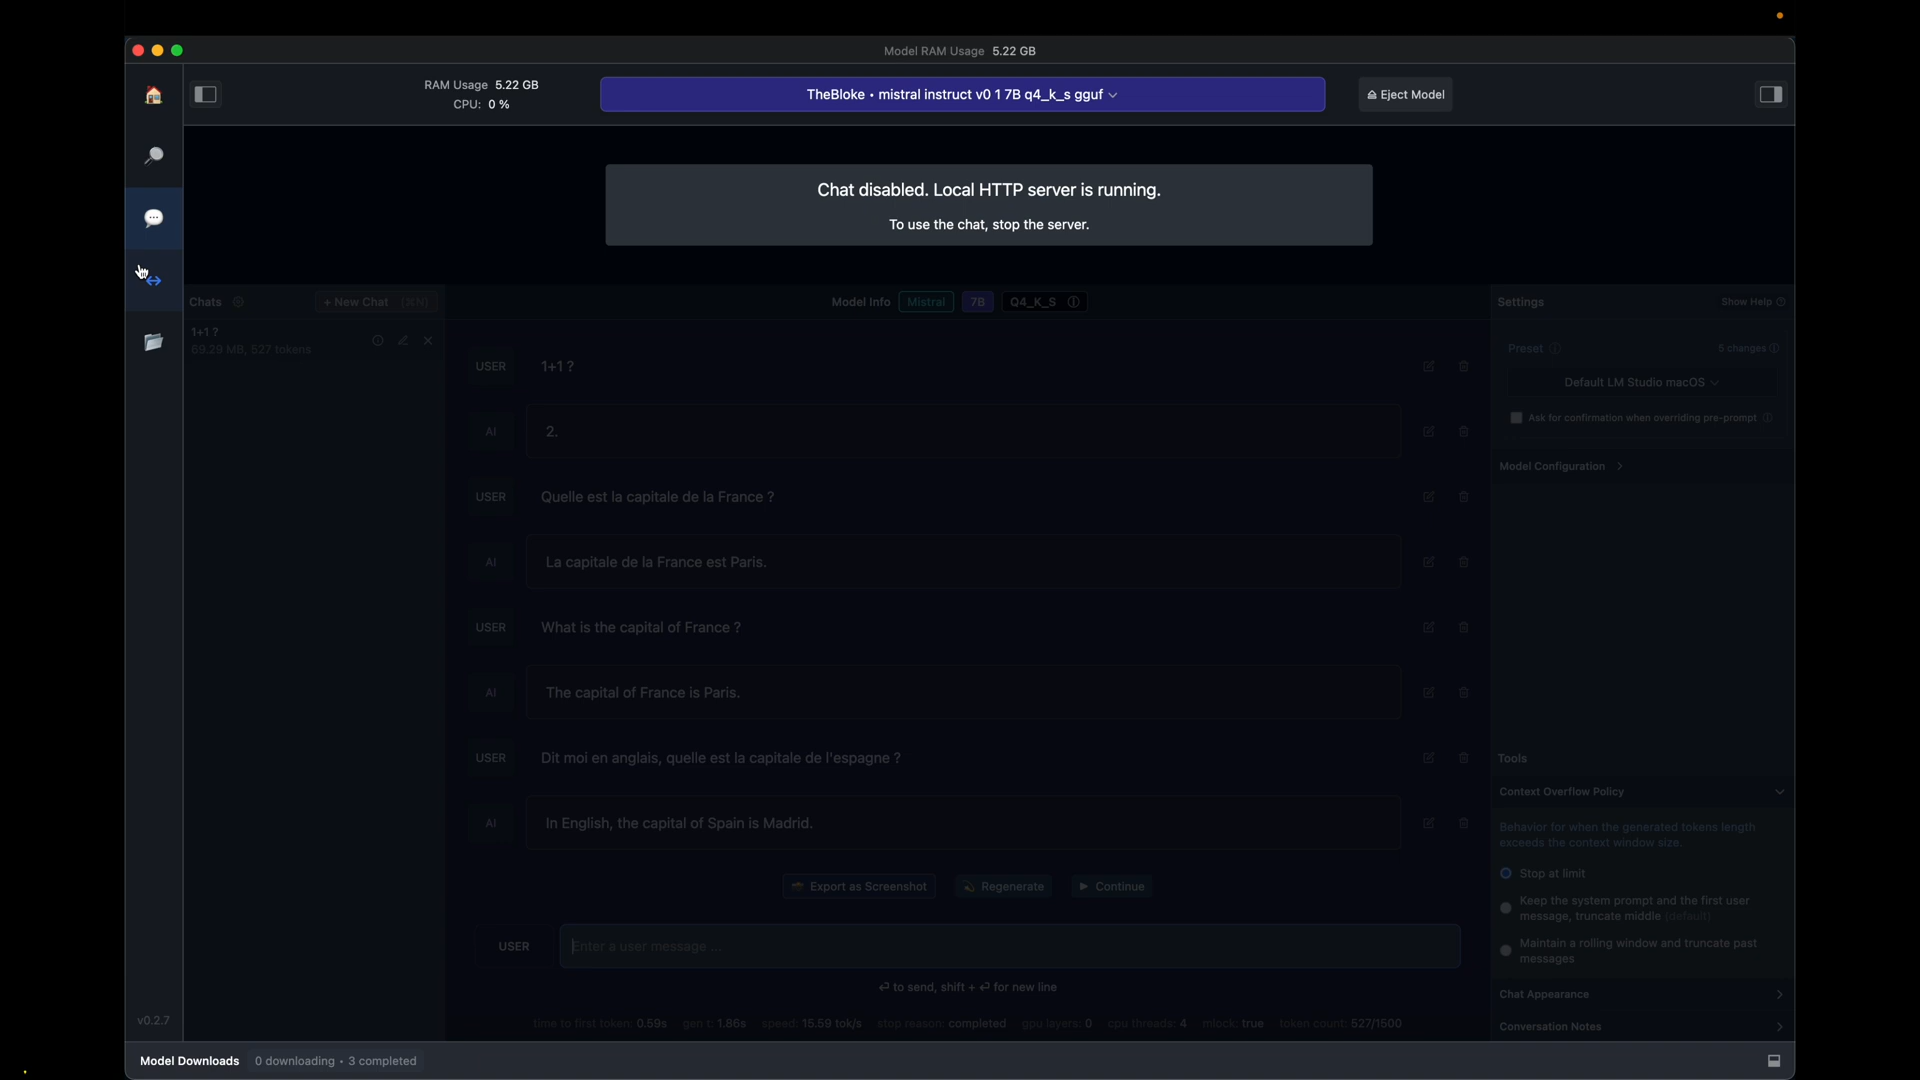 Model RAM Usage 5.22 GB
RAM Usage 5.22 GB
CPU: 0 %
TheBloke • mistral instruct v0 1 7B q4_k_s gguf
Eject Model
Chat disabled. Local HTTP server is running.
To use the chat, stop the server.
Chats
+ New Chat [⌘N]
Model Info Mistral 7B Q4_K_S
Settings
Show Help
1+1 ?
69.29 MB, 527 tokens
USER 1+1 ?
AI 2.
USER Quelle est la capitale de la France ?
AI La capitale de la France est Paris.
USER What is the capital of France ?
AI The capital of France is Paris.
USER Dit moi en anglais, quelle est la capitale de l'espagne ?
AI In English, the capital of Spain is Madrid.
Export as Screenshot
Regenerate
Continue
USER Enter a user message ...
⏎ to send, shift + ⏎ for new line
time to first token: 0.59s gen t: 1.86s speed: 15.59 tok/s stop reason: completed gpu layers: 0 cpu threads: 4 mlock: true token count: 527/1500
Preset
5 changes
Default LM Studio macOS
Ask for confirmation when overriding pre-prompt
Model Configuration
Tools
Context Overflow Policy
Behavior for when the generated tokens length
exceeds the context window size.
Stop at limit
Keep the system prompt and the first user
message, truncate middle (default)
Maintain a rolling window and truncate past
messages
Chat Appearance
Conversation Notes
v0.2.7
Model Downloads 0 downloading • 3 completed